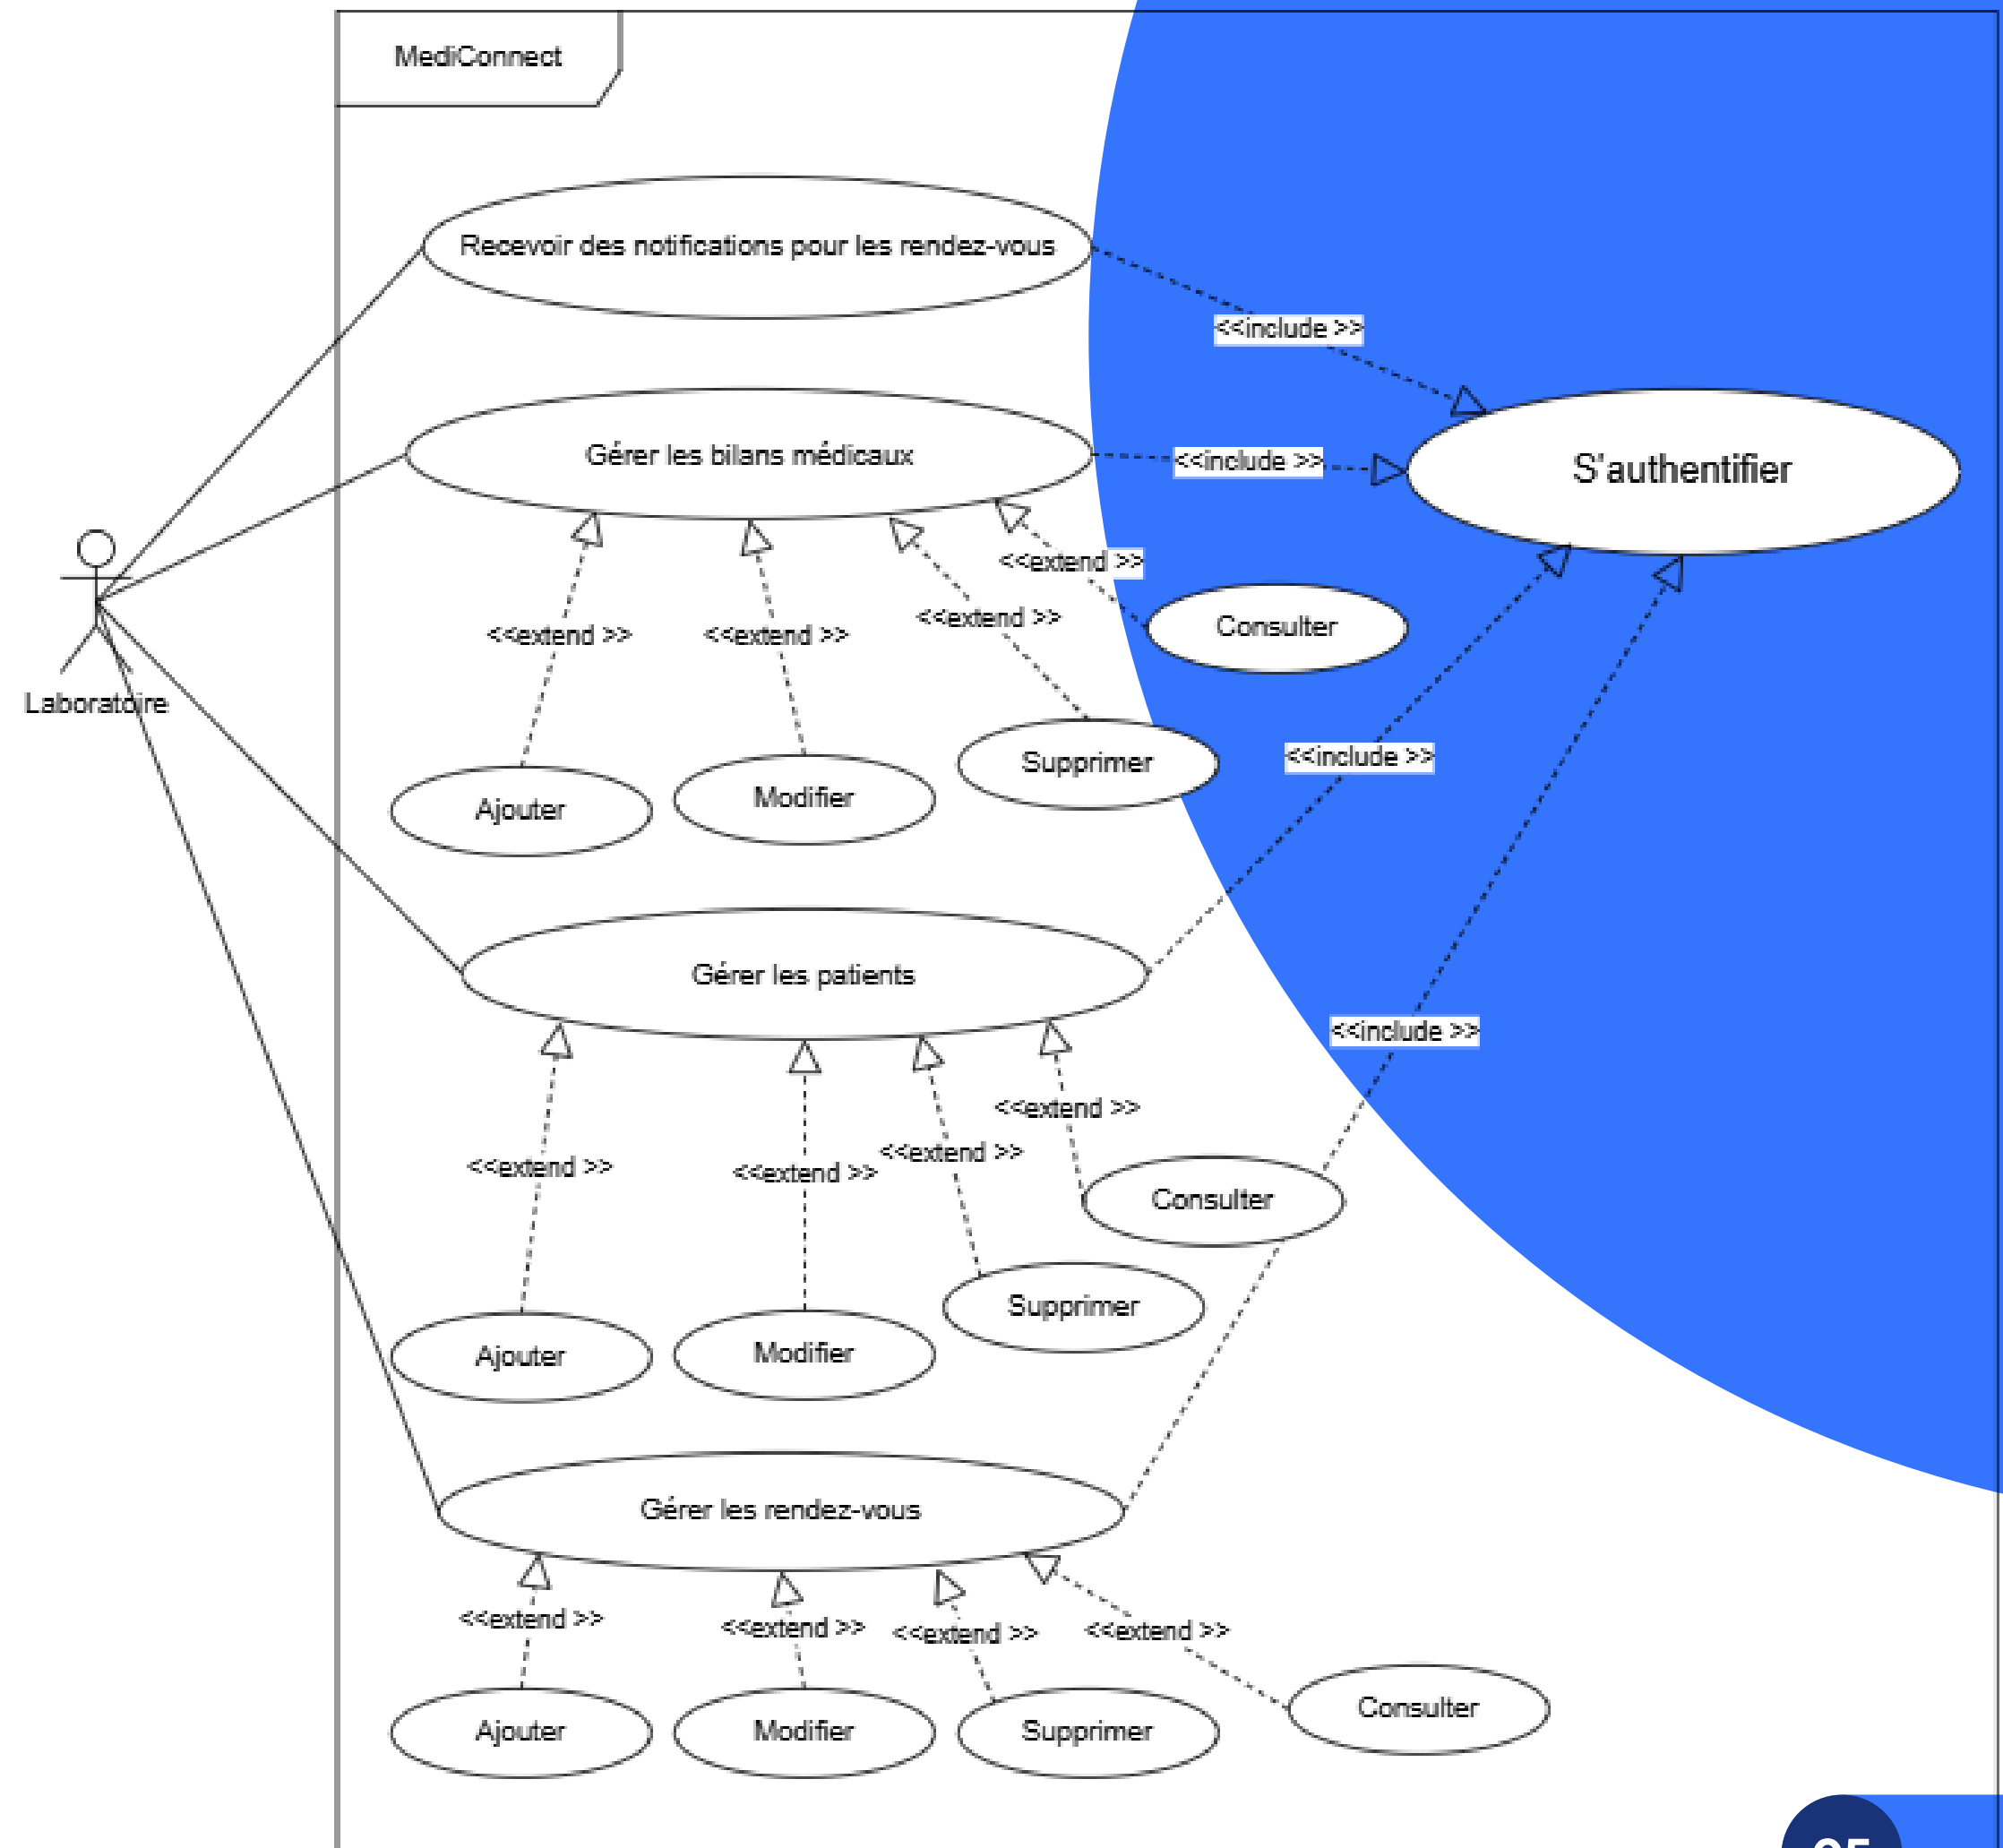 MediConnect
Recevoir des notifications pour les rendez-vous
<<include >>
Gérer les bilans médicaux
<<include >>
S'authentifier
<<extend >>
<<extend >>
<<extend >>
<<extend >>
Consulter
Laboratoire
Supprimer
<<include >>
Modifier
Ajouter
Gérer les patients
<<include >>
<<extend >>
<<extend >>
<<extend >>
<<extend >>
Consulter
Supprimer
Modifier
Ajouter
Gérer les rendez-vous
<<extend >>
<<extend >>
<<extend >>
<<extend >>
Consulter
Ajouter
Modifier
Supprimer